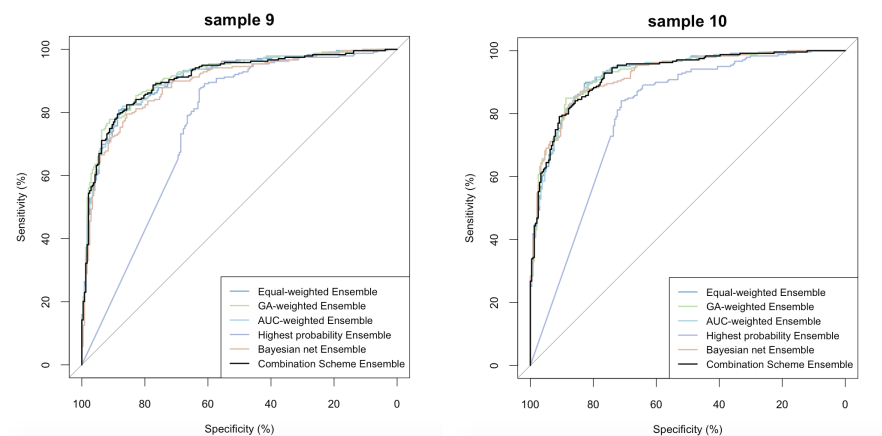 sample 9
Sensitivity (%)
100
80
60
40
20
0
100 80 60 40 20 0
Specificity (%)
Equal-weighted Ensemble
GA-weighted Ensemble
AUC-weighted Ensemble
Highest probability Ensemble
Bayesian net Ensemble
Combination Scheme Ensemble
sample 10
Sensitivity (%)
100
80
60
40
20
0
100 80 60 40 20 0
Specificity (%)
Equal-weighted Ensemble
GA-weighted Ensemble
AUC-weighted Ensemble
Highest probability Ensemble
Bayesian net Ensemble
Combination Scheme Ensemble